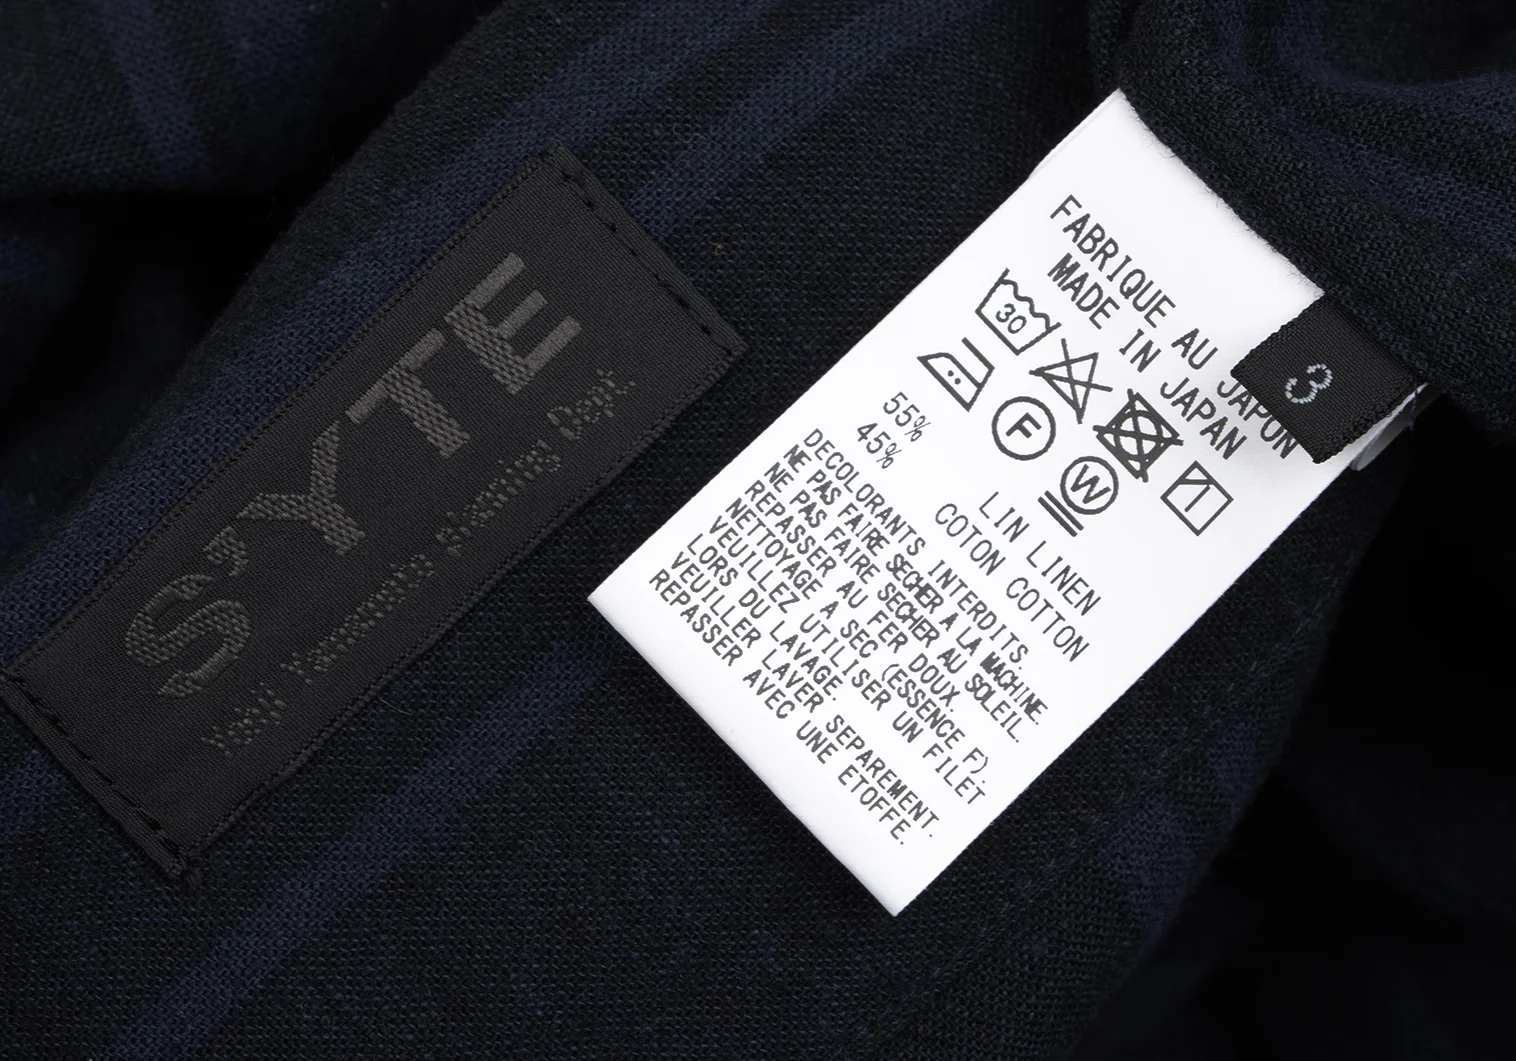 S'YTE
Yohji Yamamoto planning Dept.
FABRIQUE AU JAPON
MADE IN JAPAN
30
F
W
3
55% LIN LINEN
45% COTON COTTON
DECOLORANTS INTERDITS.
NE PAS FAIRE SECHER A LA MACHINE.
NE PAS FAIRE SECHER AU SOLEIL.
REPASSER AU FER DOUX.
NETTOYAGE A SEC (ESSENCE F).
VEUILLEZ UTILISER UN FILET
LORS DU LAVAGE.
VEUILLER LAVER SEPAREMENT.
REPASSER AVEC UNE ETOFFE.